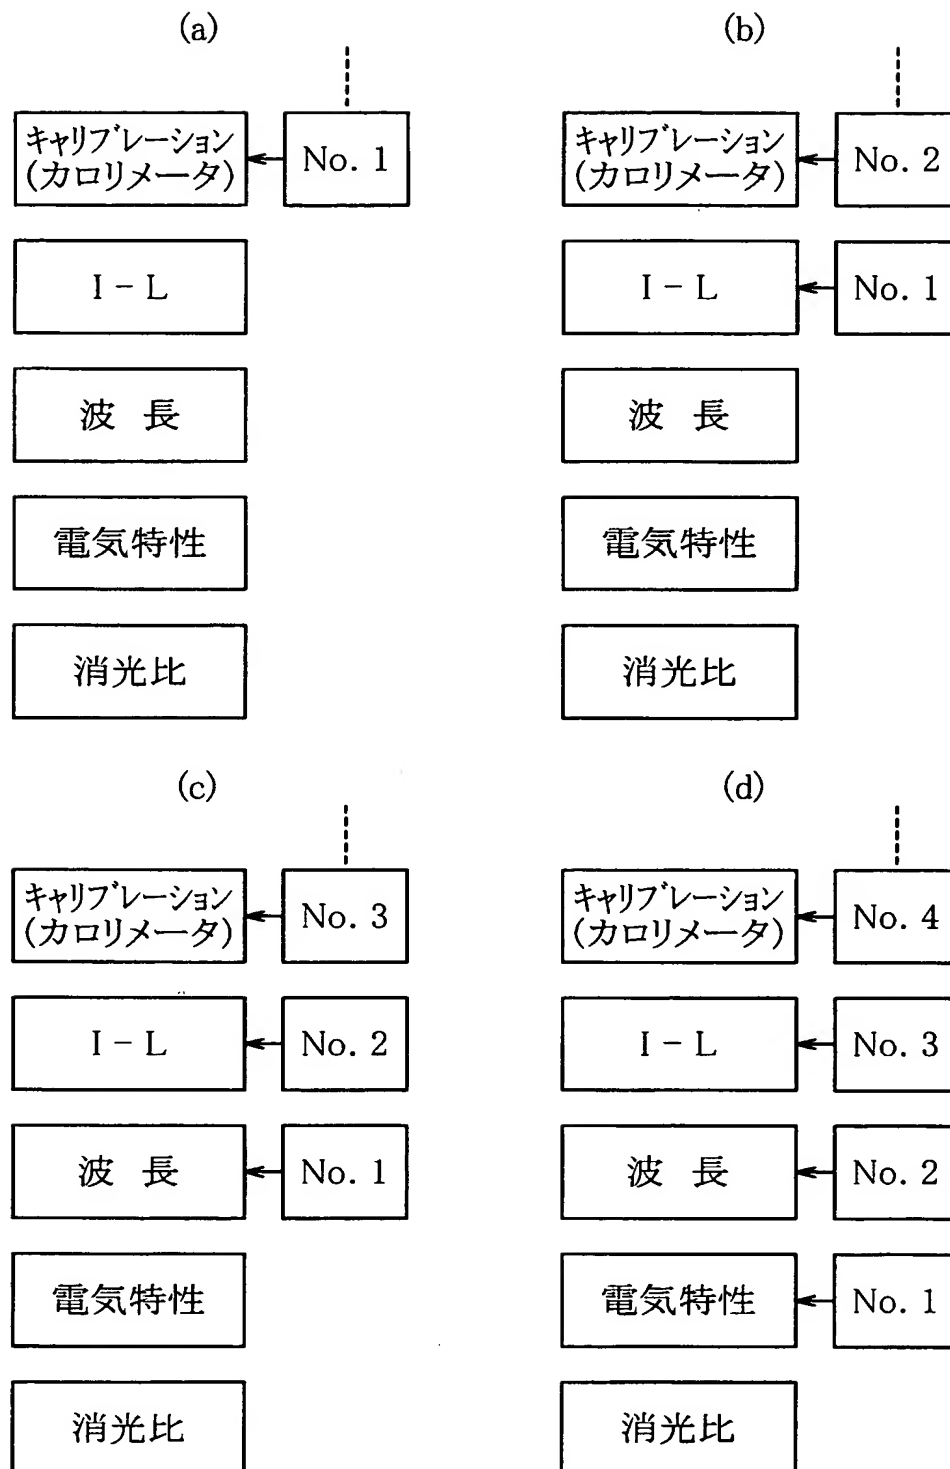 (a)
キャリブレーション
(カロリメータ)
No. 1
I - L
波 長
電気特性
消光比
(b)
キャリブレーション
(カロリメータ)
No. 2
I - L
No. 1
波 長
電気特性
消光比
(c)
キャリブレーション
(カロリメータ)
No. 3
I - L
No. 2
波 長
No. 1
電気特性
消光比
(d)
キャリブレーション
(カロリメータ)
No. 4
I - L
No. 3
波 長
No. 2
電気特性
No. 1
消光比